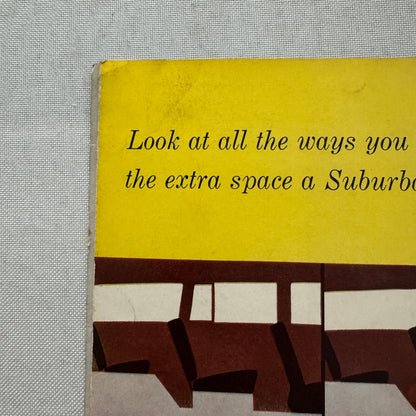 Look at all the ways you
the extra space a Suburba